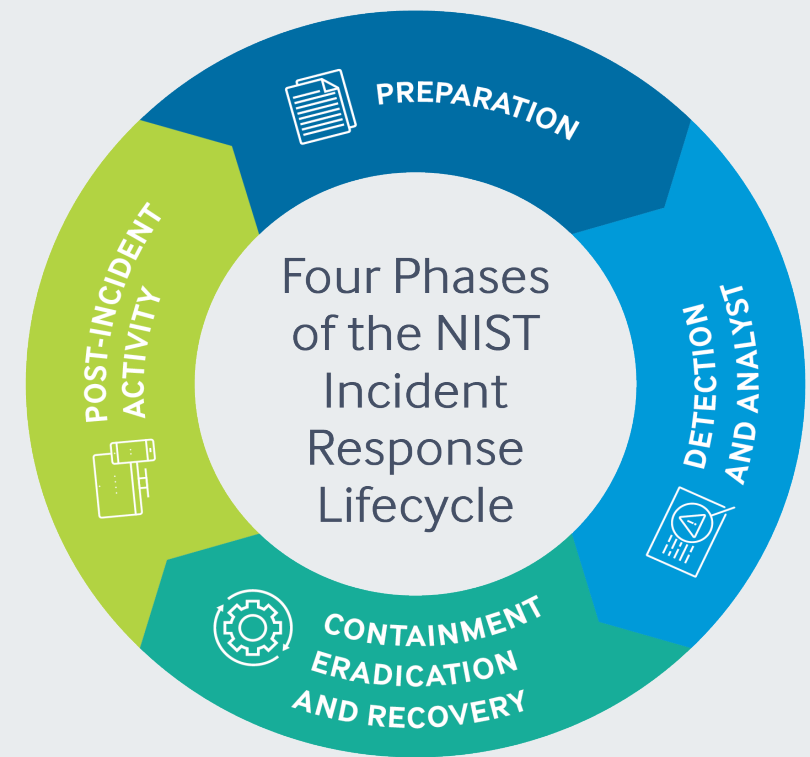 Four Phases
of the NIST
Incident
Response
Lifecycle
PREPARATION
DETECTION
AND ANALYST
CONTAINMENT
ERADICATION
AND RECOVERY
POST-INCIDENT
ACTIVITY